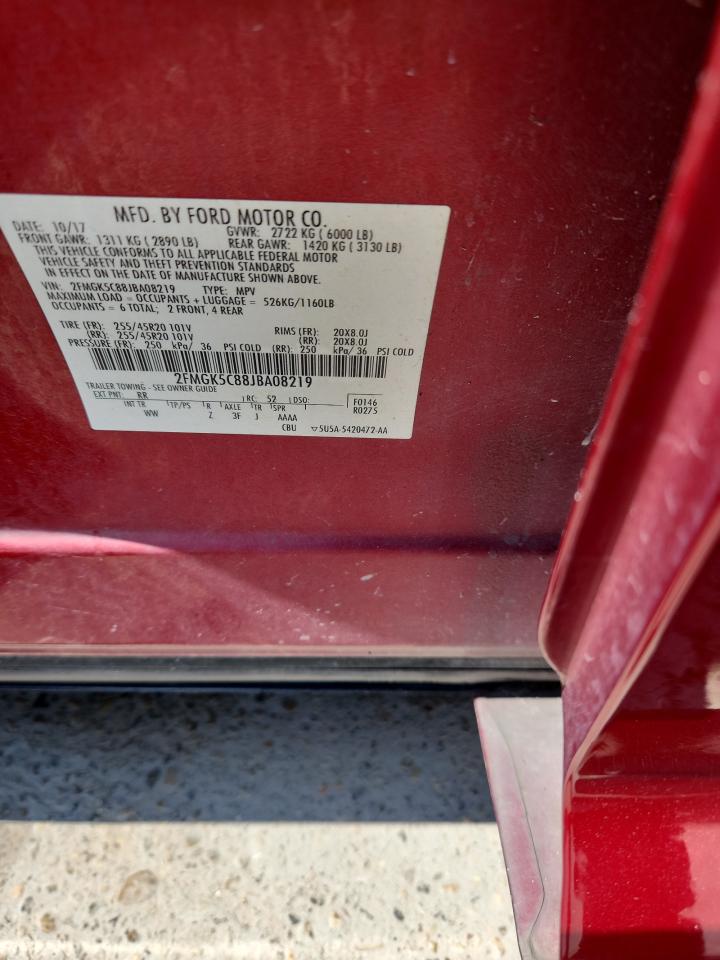 MFD. BY FORD MOTOR CO.
DATE: 10/17 GVWR: 2722 KG ( 6000 LB)
FRONT GAWR: 1311 KG ( 2890 LB) REAR GAWR: 1420 KG ( 3130 LB)
THIS VEHICLE CONFORMS TO ALL APPLICABLE FEDERAL MOTOR
VEHICLE SAFETY AND THEFT PREVENTION STANDARDS
IN EFFECT ON THE DATE OF MANUFACTURE SHOWN ABOVE.
VIN: 2FMGK5C88JBA08219 TYPE: MPV
MAXIMUM LOAD = OCCUPANTS + LUGGAGE = 526KG/1160LB
OCCUPANTS = 6 TOTAL; 2 FRONT, 4 REAR
TIRE (FR): 255/45R20 101V RIMS (FR): 20X8.0J
(RR): 255/45R20 101V (RR): 20X8.0J
PRESSURE (FR): 250 kPa/ 36 PSI COLD (RR): 250 kPa/ 36 PSI COLD
2FMGK5C88JBA08219
TRAILER TOWING - SEE OWNER GUIDE
EXT PNT: RR RC: 52 DSO: F0146
INT TR TP/PS R AXLE TR SPR R0275
WW Z 3F J AAAA
CBU ▽5U5A-5420472-AA